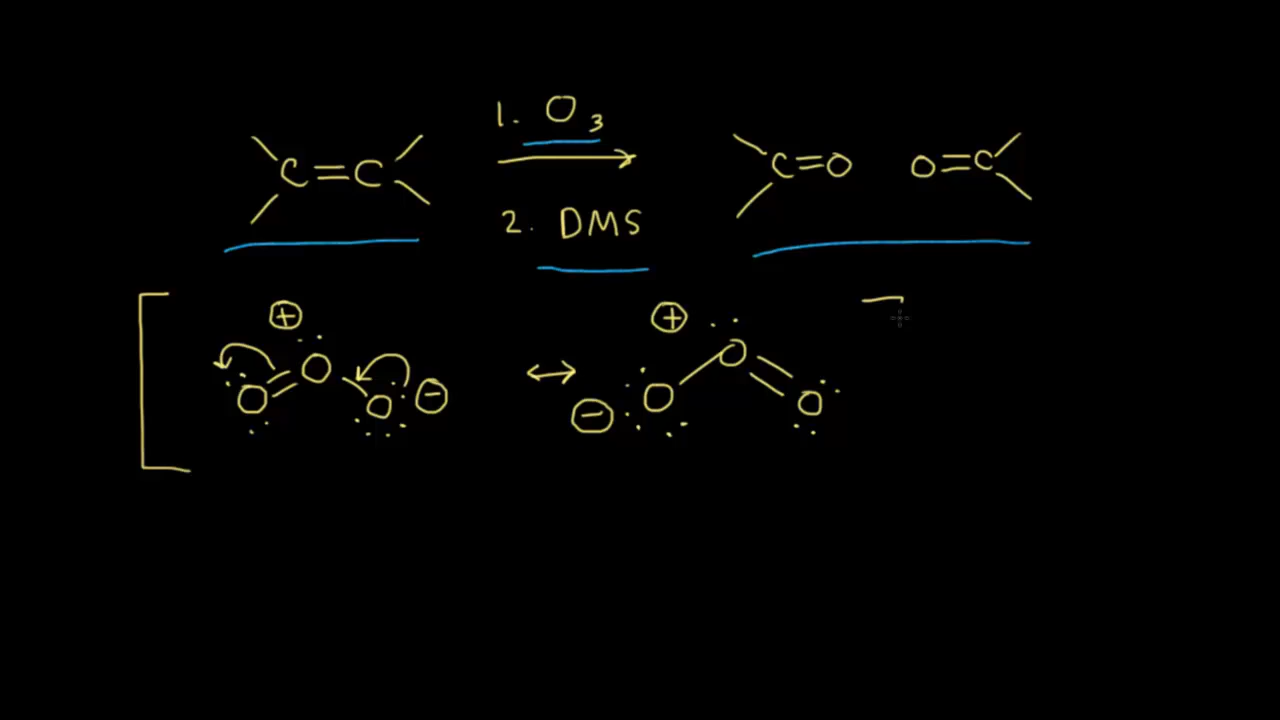 1. O3
C=C
C=O O=C
2. DMS
⊕ ⊕
O=O-O ⊖ ↔ ⊖ O-O=O